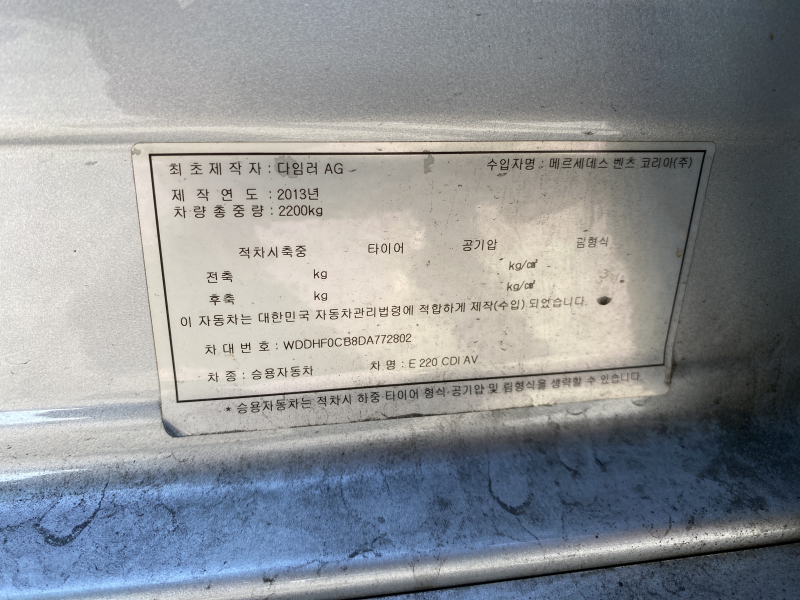 최초제작자 : 다임러 AG 수입자명 : 메르세데스 벤츠 코리아(주)
제 작 연 도 : 2013년
차량총중량 : 2200kg
적차시축중 타이어 공기압 림형식
전축 kg kg/㎠
후축 kg kg/㎠
이 자동차는 대한민국 자동차관리법령에 적합하게 제작(수입) 되었습니다.
차 대 번 호 : WDDHF0CB8DA772802
차 종 : 승용자동차 차 명 : E 220 CDI AV
* 승용자동차는 적차시 하중·타이어 형식·공기압 및 림형식을 생략할 수 있습니다.